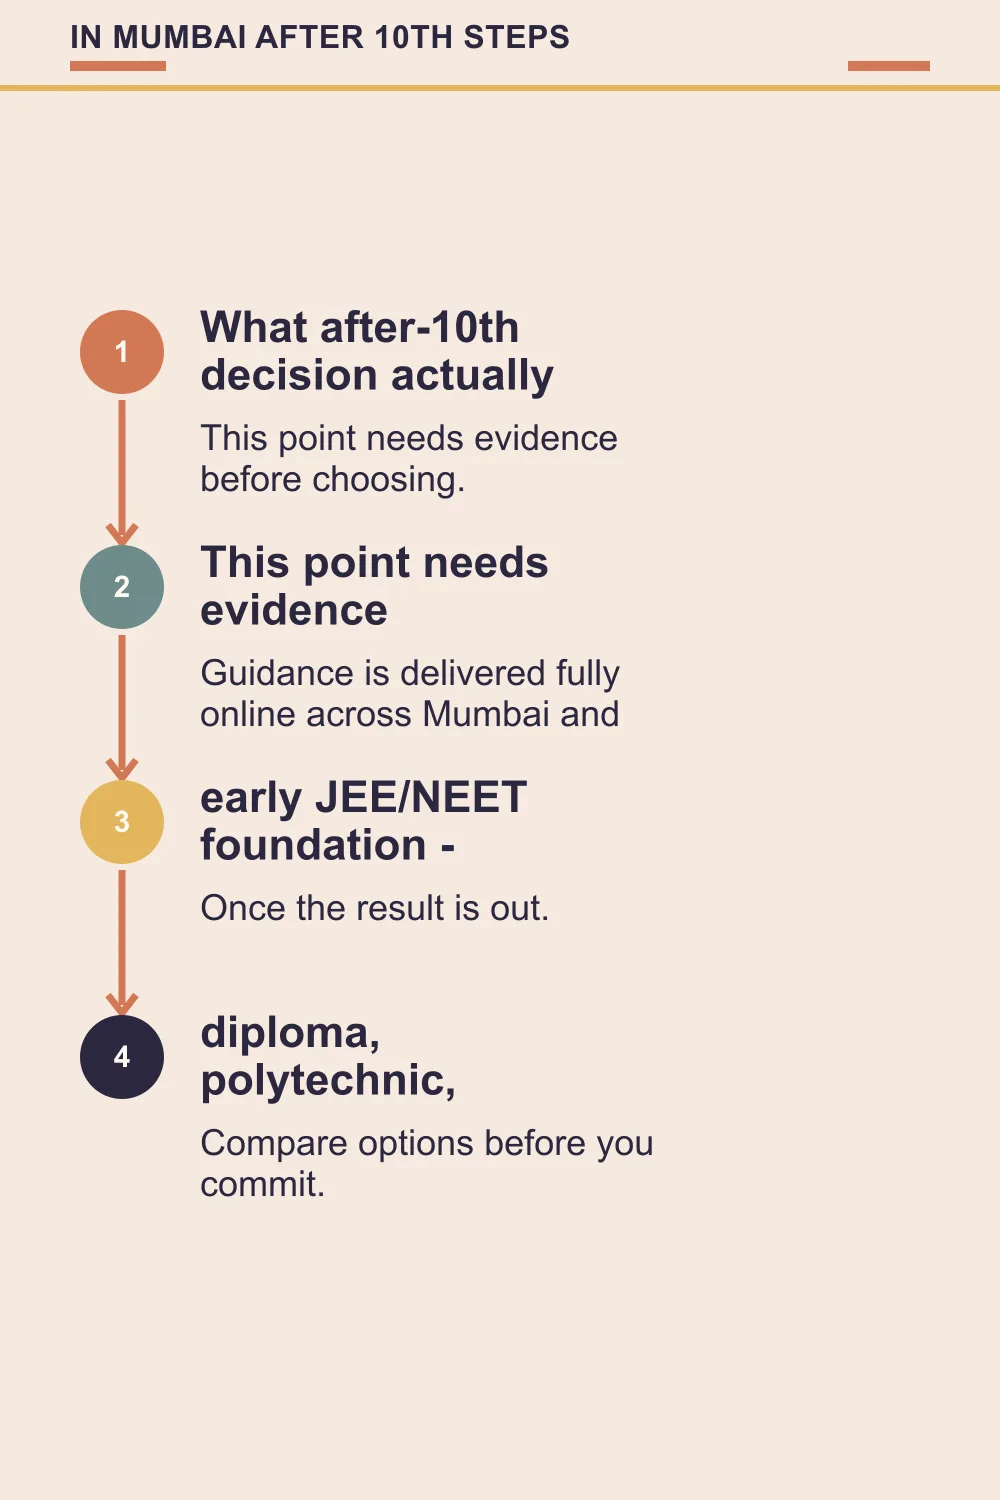 IN MUMBAI AFTER 10TH STEPS
1
What after-10th
decision actually
This point needs evidence
before choosing.
2
This point needs
evidence
Guidance is delivered fully
online across Mumbai and
3
early JEE/NEET
foundation -
Once the result is out.
4
diploma,
polytechnic,
Compare options before you
commit.